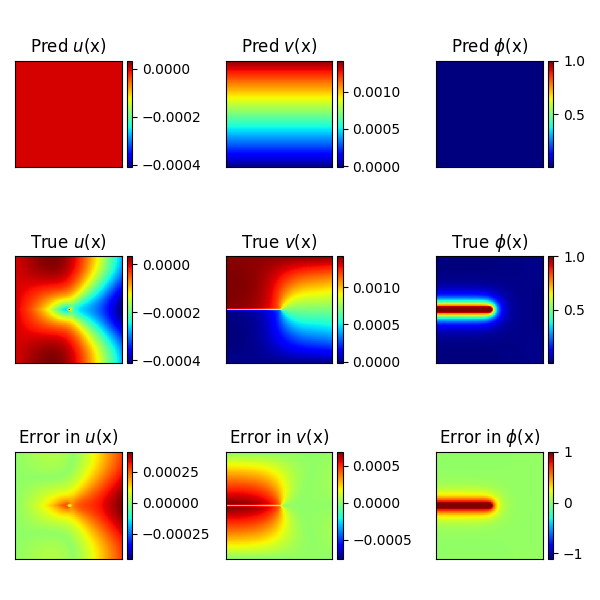 Pred u(x)
0.0000
−0.0002
−0.0004
Pred v(x)
0.0010
0.0005
0.0000
Pred ϕ(x)
1.0
0.5
True u(x)
0.0000
−0.0002
−0.0004
True v(x)
0.0010
0.0005
0.0000
True ϕ(x)
1.0
0.5
Error in u(x)
0.00025
0.00000
−0.00025
Error in v(x)
0.0005
0.0000
−0.0005
Error in ϕ(x)
1
0
−1